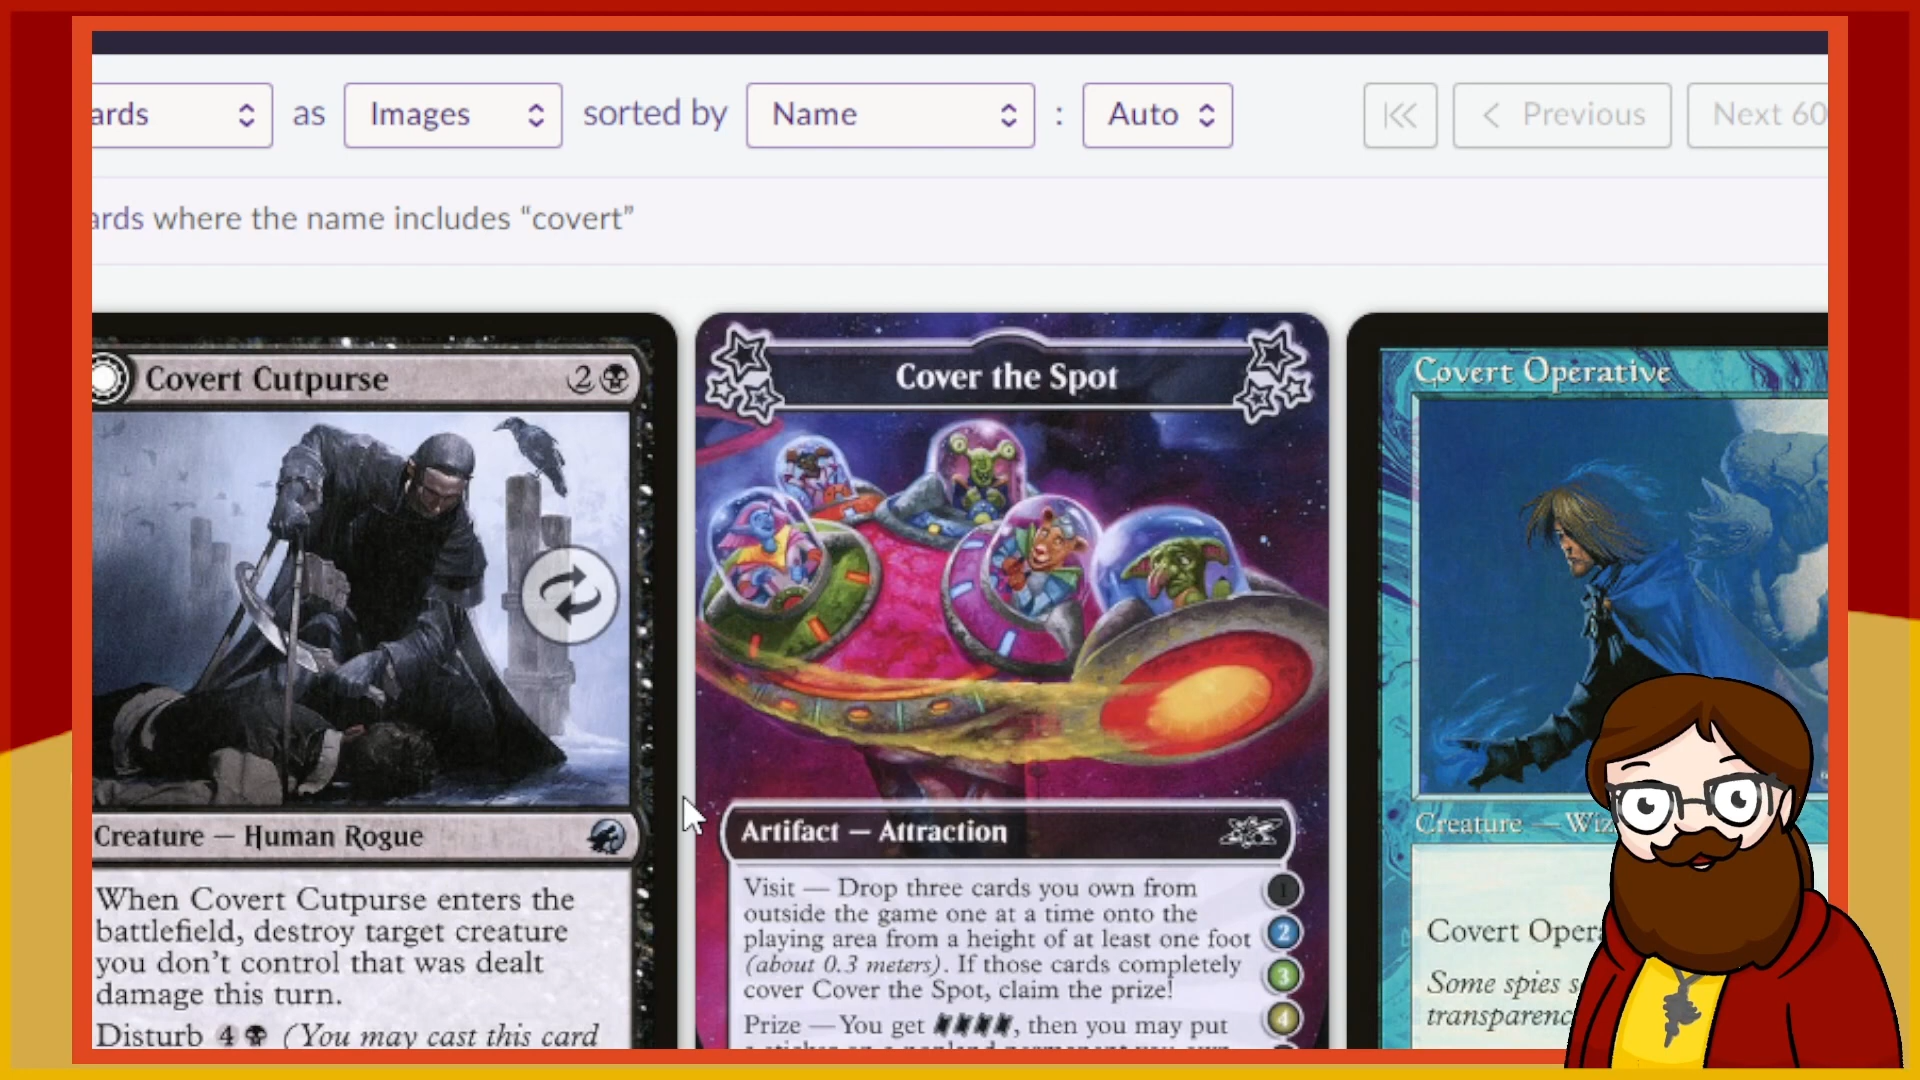 ards as Images sorted by Name : Auto Previous Next 60
ards where the name includes “covert”
Covert Cutpurse 2
Creature — Human Rogue
When Covert Cutpurse enters the
battlefield, destroy target creature
you don’t control that was dealt
damage this turn.
Disturb 4 (You may cast this card
Cover the Spot
Artifact — Attraction
Visit — Drop three cards you own from
outside the game one at a time onto the
playing area from a height of at least one foot
(about 0.3 meters). If those cards completely
cover Cover the Spot, claim the prize!
Prize — You get , then you may put
1
2
3
4
Covert Operative
Creature — Wiz
Covert Opera
Some spies s
transparenc